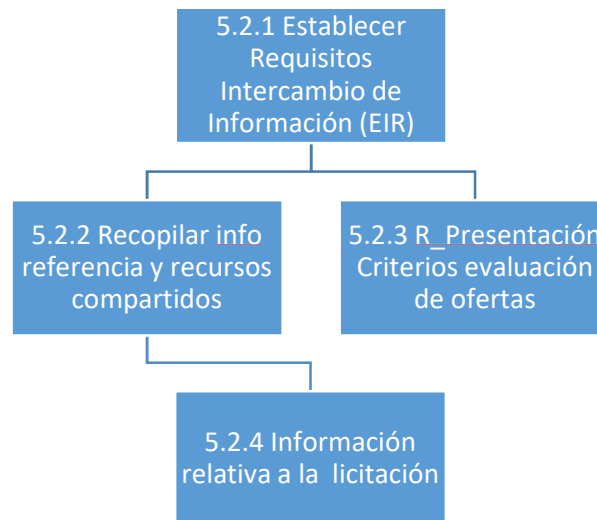 5.2.1 Establecer
Requisitos
Intercambio de
Información (EIR)
5.2.2 Recopilar info
referencia y recursos
compartidos
5.2.3 R_Presentación
Criterios evaluación
de ofertas
5.2.4 Información
relativa a la licitación